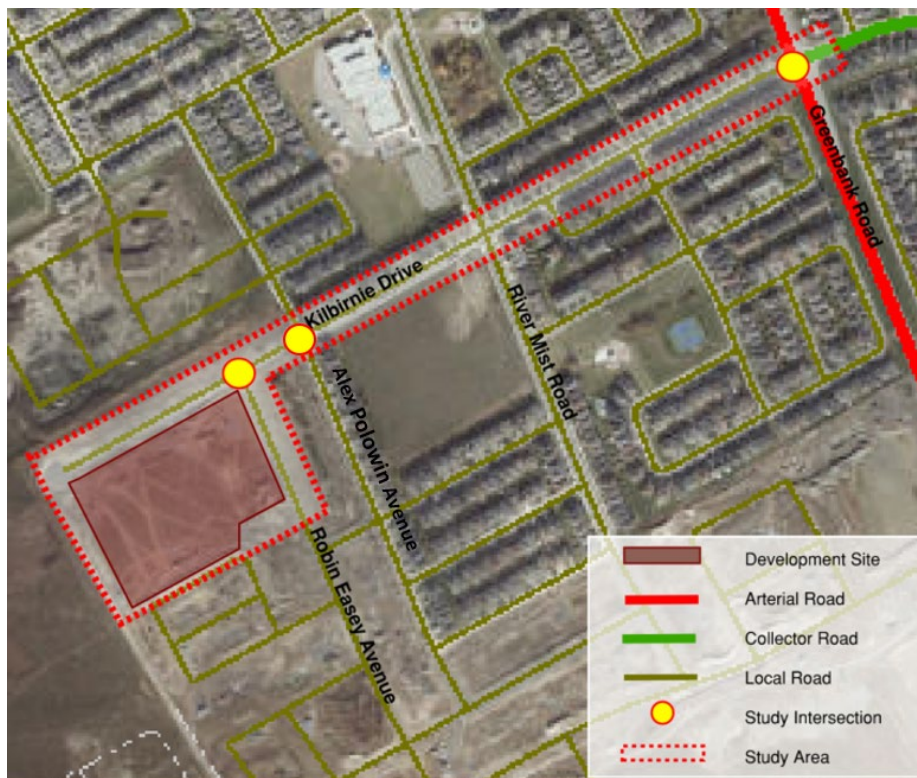 Greenbank Road
Kilbirnie Drive
River Mist Road
Alex Polowin Avenue
Robin Easey Avenue
Development Site
Arterial Road
Collector Road
Local Road
Study Intersection
Study Area